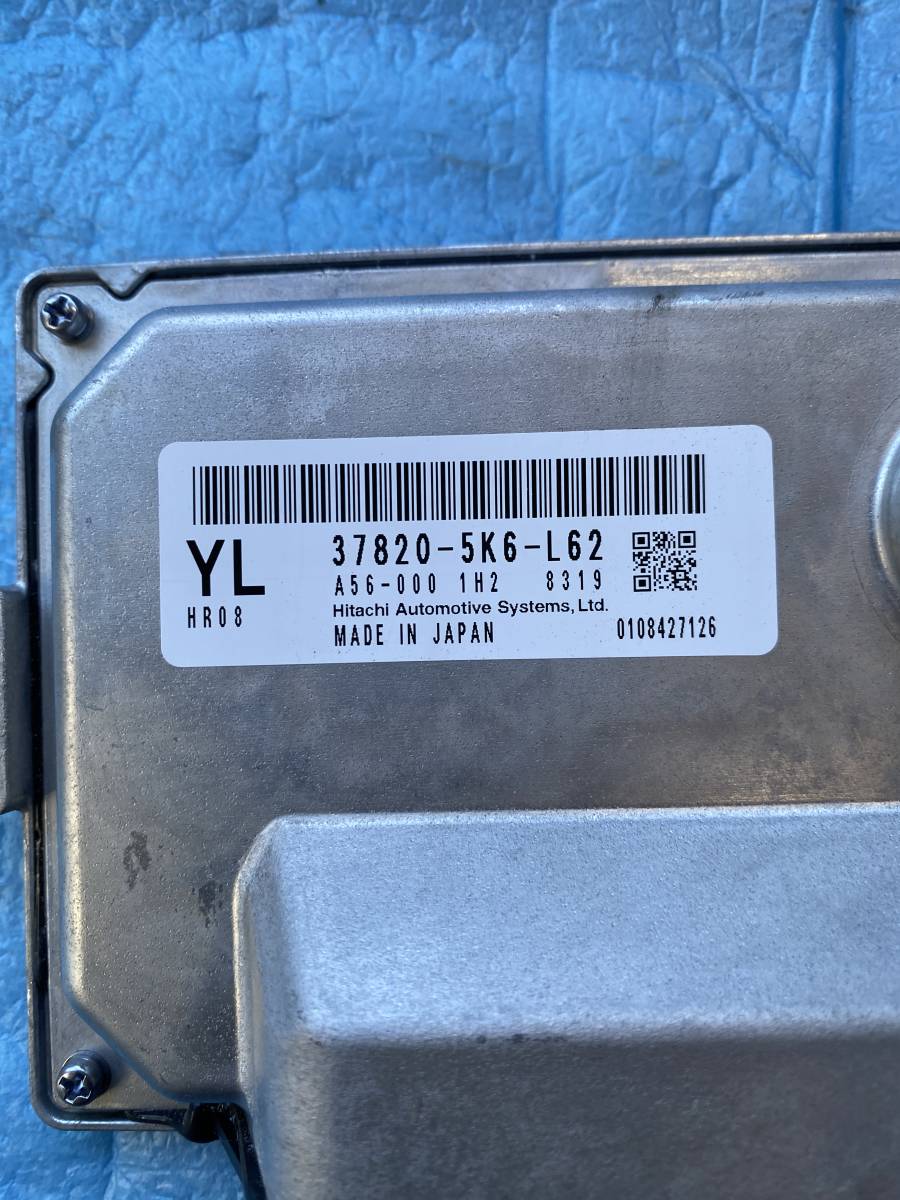 YL 37820-5K6-L62
A56-000 1H2 8319
HR08 Hitachi Automotive Systems, Ltd.
MADE IN JAPAN 0108427126